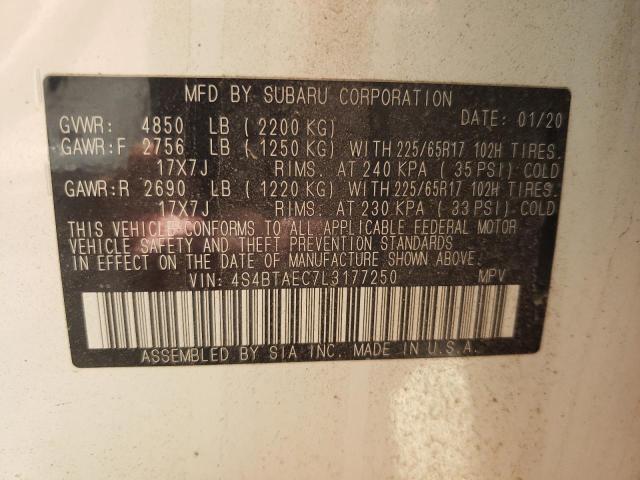 MFD BY SUBARU CORPORATION
DATE: 01/20
GVWR: 4850 LB ( 2200 KG)
GAWR:F 2756 LB ( 1250 KG) WITH 225/65R17 102H TIRES.
17X7J RIMS. AT 240 KPA ( 35 PSI) COLD
GAWR:R 2690 LB ( 1220 KG) WITH 225/65R17 102H TIRES.
17X7J RIMS. AT 230 KPA ( 33 PSI) COLD
THIS VEHICLE CONFORMS TO ALL APPLICABLE FEDERAL MOTOR
VEHICLE SAFETY AND THEFT PREVENTION STANDARDS
IN EFFECT ON THE DATE OF MANUFACTURE SHOWN ABOVE.
VIN: 4S4BTAEC7L3177250 MPV
ASSEMBLED BY SIA INC. MADE IN U.S.A.